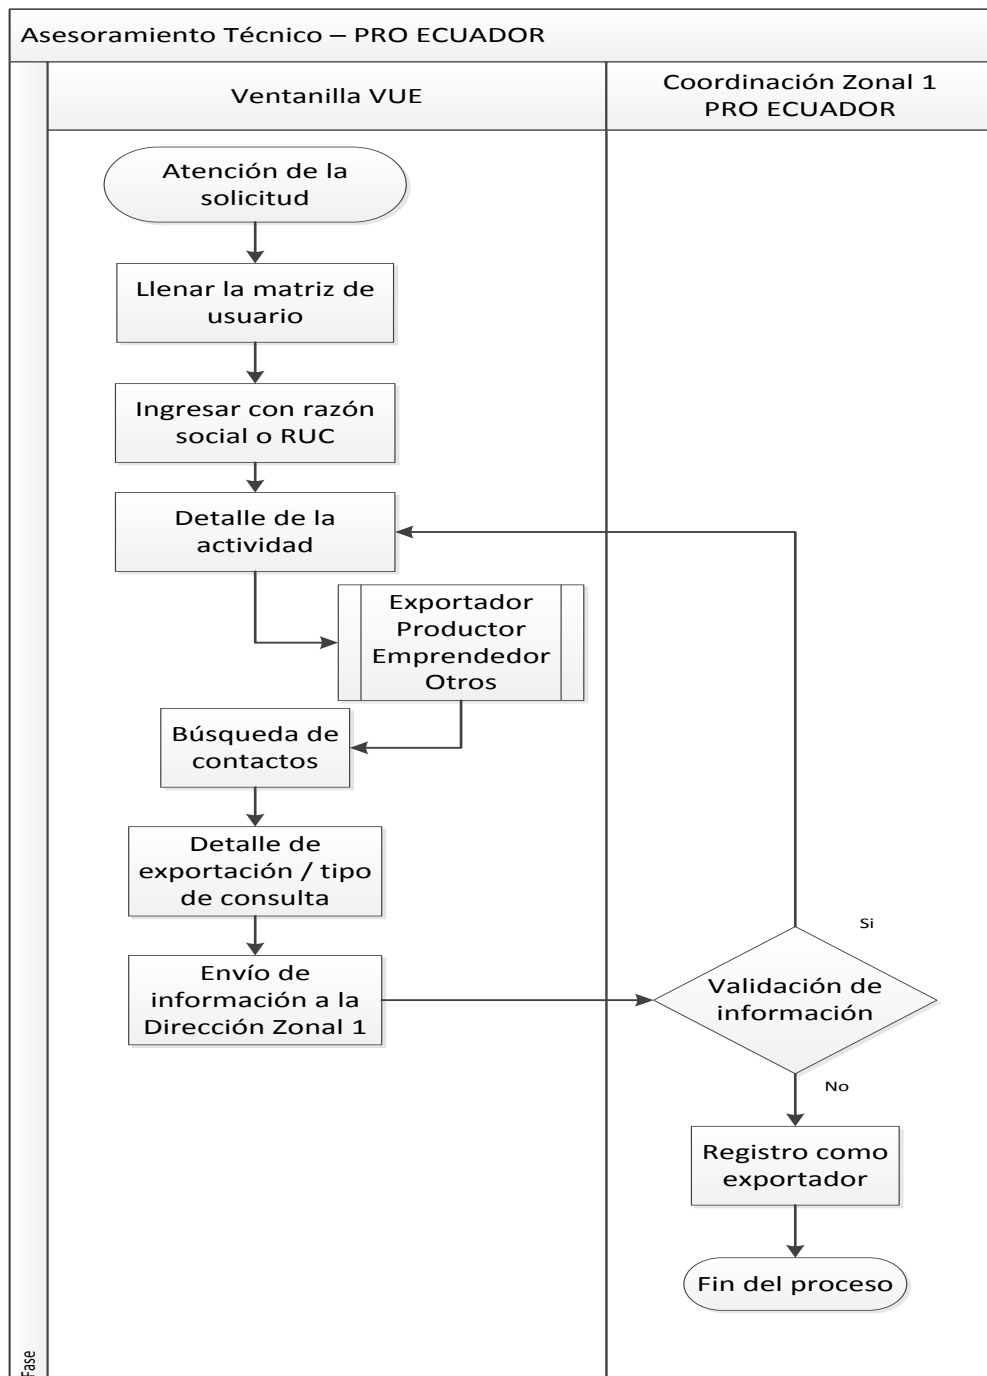 Asesoramiento Técnico – PRO ECUADOR
Ventanilla VUE
Coordinación Zonal 1
PRO ECUADOR
Atención de la
solicitud
Llenar la matriz de
usuario
Ingresar con razón
social o RUC
Detalle de la
actividad
Exportador
Productor
Emprendedor
Otros
Búsqueda de
contactos
Detalle de
exportación / tipo
de consulta
Envío de
información a la
Dirección Zonal 1
Si
Validación de
información
No
Registro como
exportador
Fin del proceso
Fase